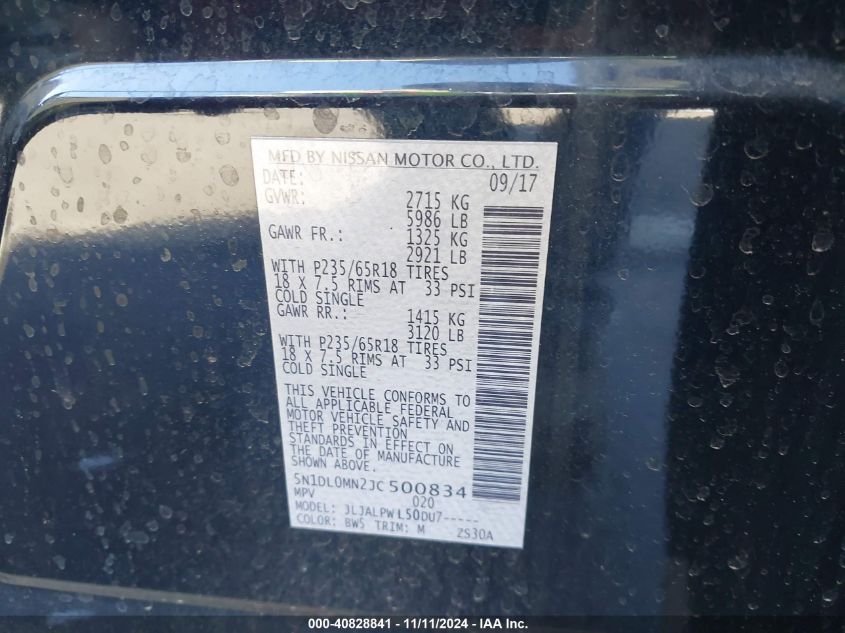 MFD BY NISSAN MOTOR CO., LTD.
DATE: 09/17
GVWR: 2715 KG
5986 LB
GAWR FR.: 1325 KG
2921 LB
WITH P235/65R18 TIRES
18 X 7.5 RIMS AT 33 PSI
COLD SINGLE
GAWR RR.: 1415 KG
3120 LB
WITH P235/65R18 TIRES
18 X 7.5 RIMS AT 33 PSI
COLD SINGLE
THIS VEHICLE CONFORMS TO
ALL APPLICABLE FEDERAL
MOTOR VEHICLE SAFETY AND
THEFT PREVENTION
STANDARDS IN EFFECT ON
THE DATE OF MANUFACTURE
SHOWN ABOVE.
5N1DL0MN2JC500834
MPV 020
MODEL: JLJALPWL50DU7-----
COLOR: BW5 TRIM: M ZS30A
000-40828841 - 11/11/2024 - IAA Inc.